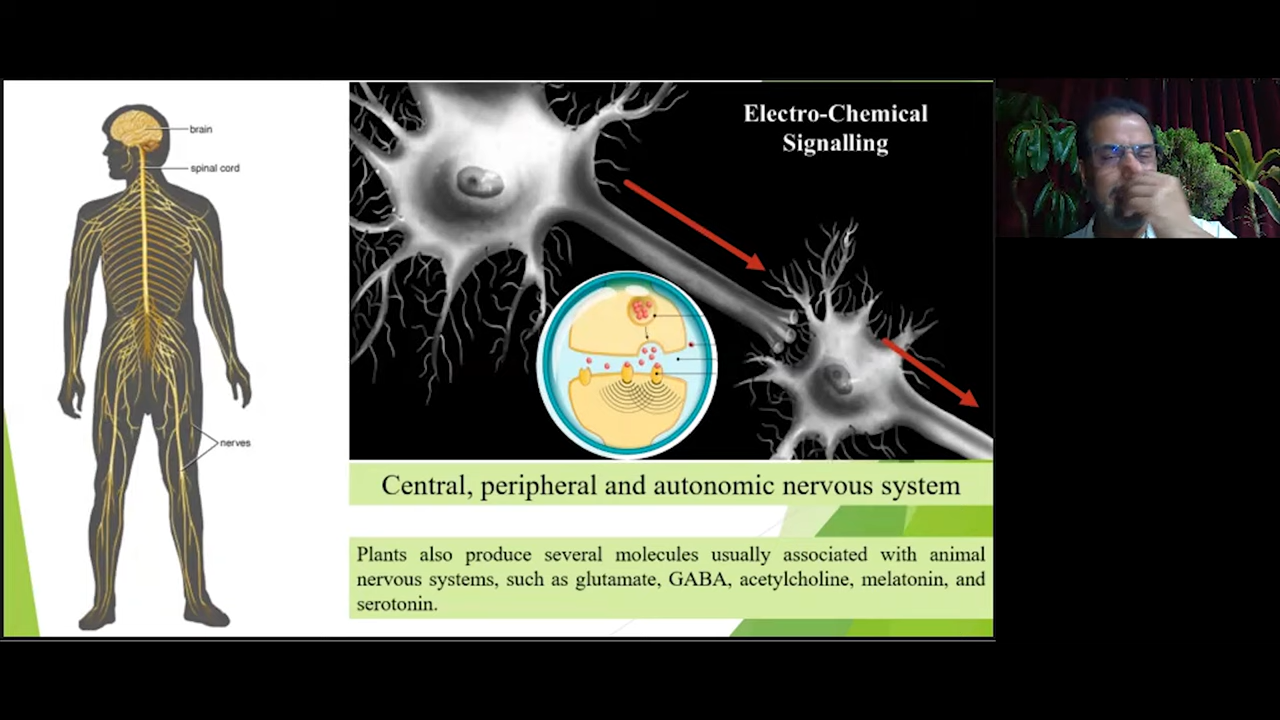 brain
spinal cord
nerves
Electro-Chemical
Signalling
Central, peripheral and autonomic nervous system
Plants also produce several molecules usually associated with animal
nervous systems, such as glutamate, GABA, acetylcholine, melatonin, and
serotonin.